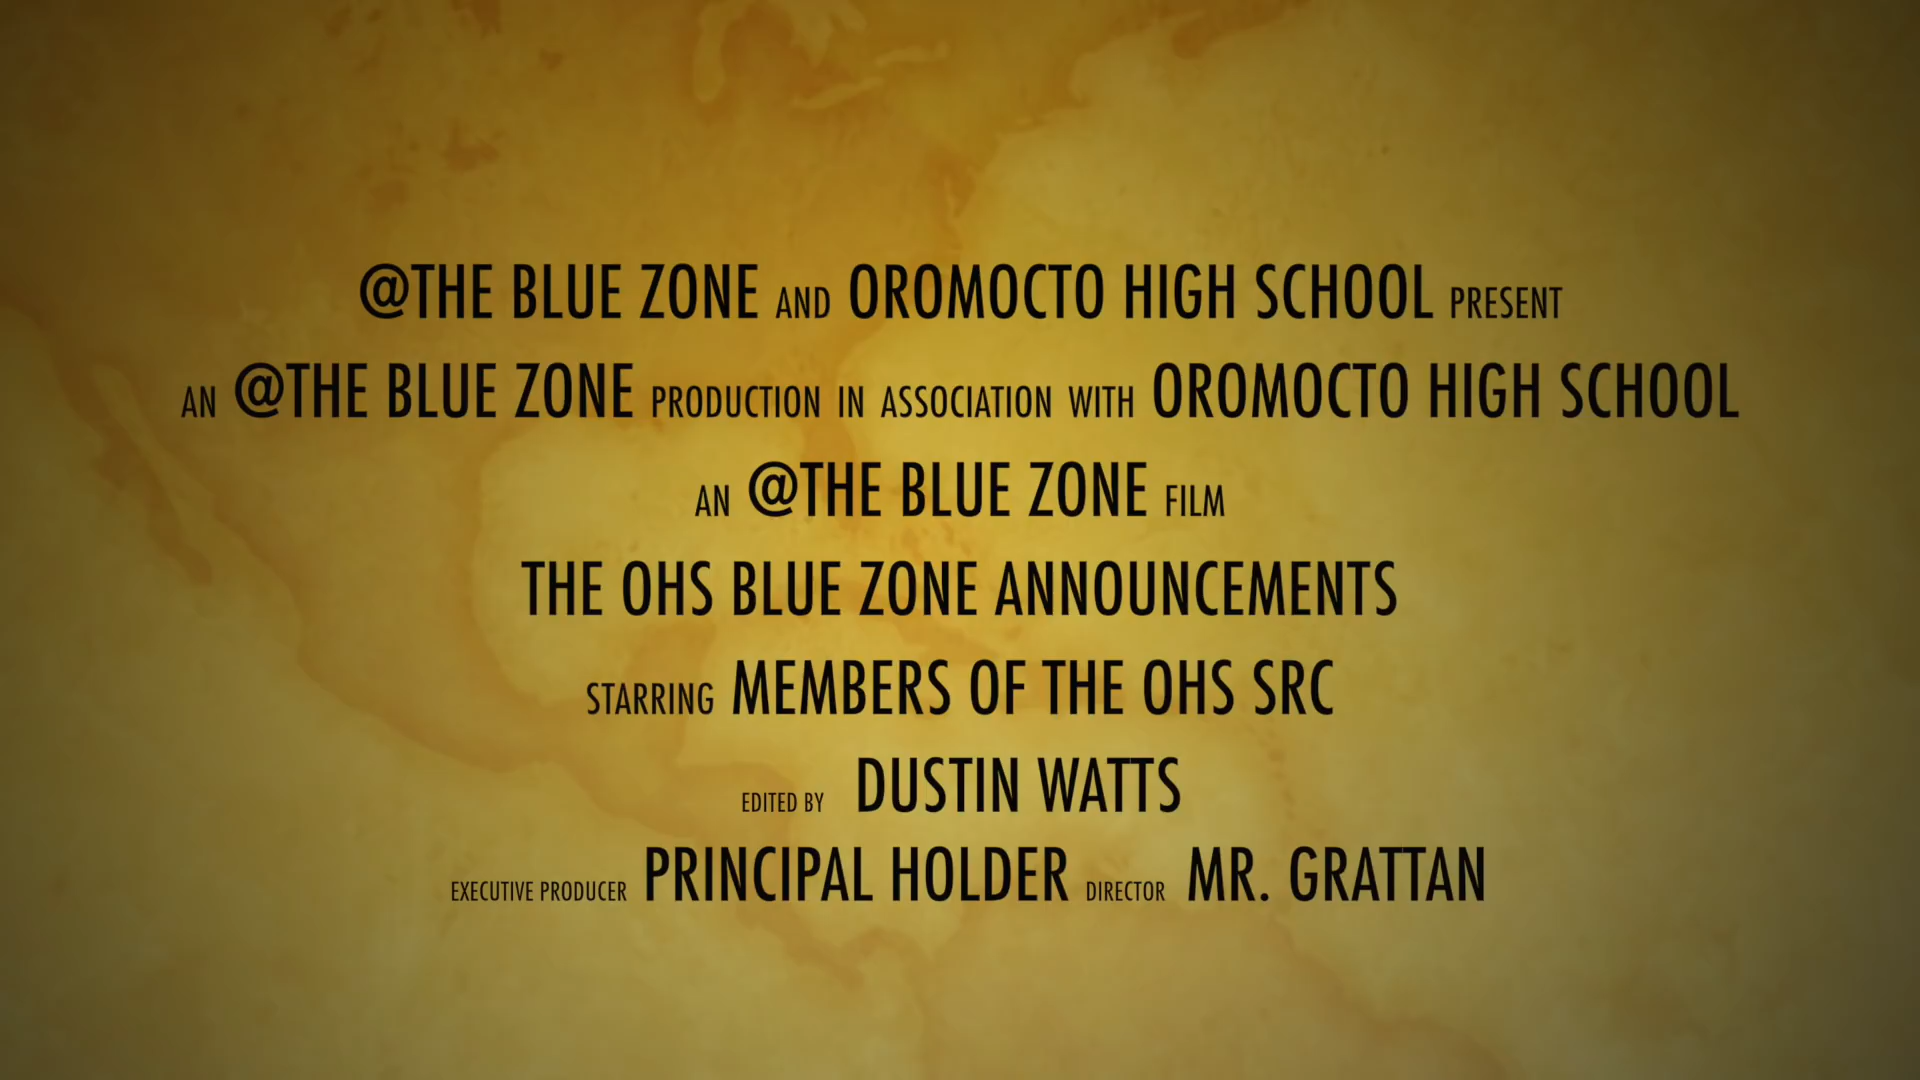 @THE BLUE ZONE AND OROMOCTO HIGH SCHOOL PRESENT
AN @THE BLUE ZONE PRODUCTION IN ASSOCIATION WITH OROMOCTO HIGH SCHOOL
AN @THE BLUE ZONE FILM
THE OHS BLUE ZONE ANNOUNCEMENTS
STARRING MEMBERS OF THE OHS SRC
EDITED BY DUSTIN WATTS
EXECUTIVE PRODUCER PRINCIPAL HOLDER DIRECTOR MR. GRATTAN